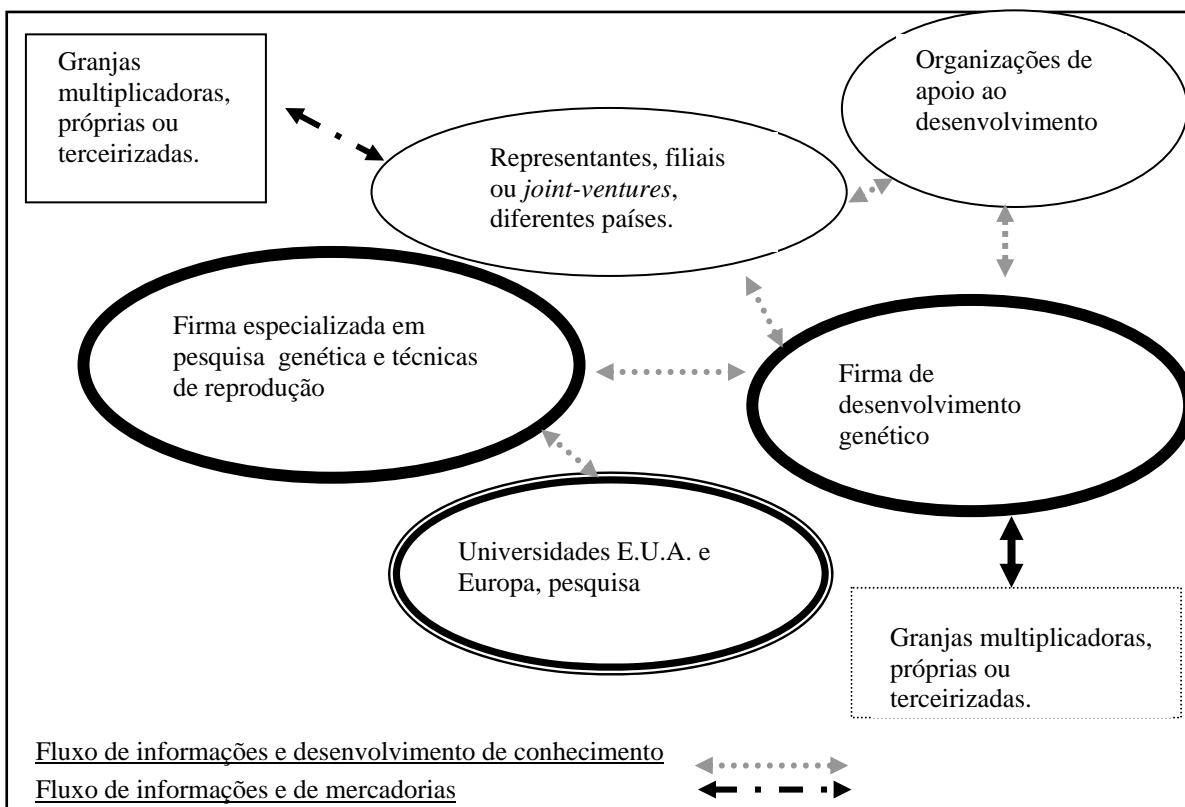 Granjas
multiplicadoras,
próprias ou
terceirizadas.
Organizações de
apoio ao
desenvolvimento
Representantes, filiais
ou joint-ventures,
diferentes países.
Firma especializada em
pesquisa genética e técnicas
de reprodução
Firma de
desenvolvimento
genético
Universidades E.U.A. e
Europa, pesquisa
Granjas multiplicadoras,
próprias ou
terceirizadas.
Fluxo de informações e desenvolvimento de conhecimento
Fluxo de informações e de mercadorias